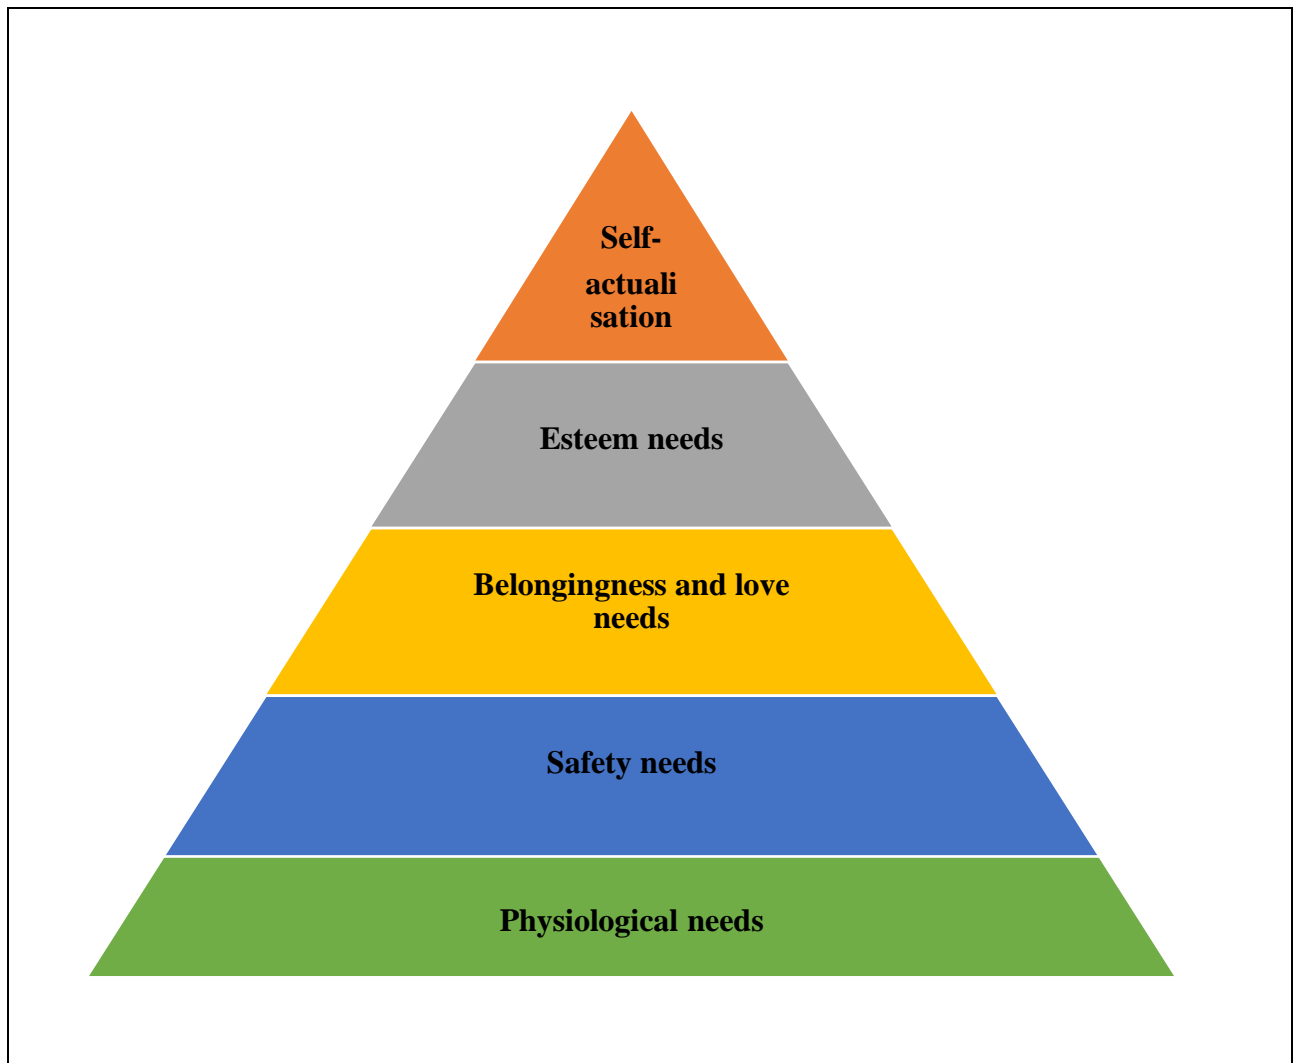 Self-
actuali
sation
Esteem needs
Belongingness and love
needs
Safety needs
Physiological needs